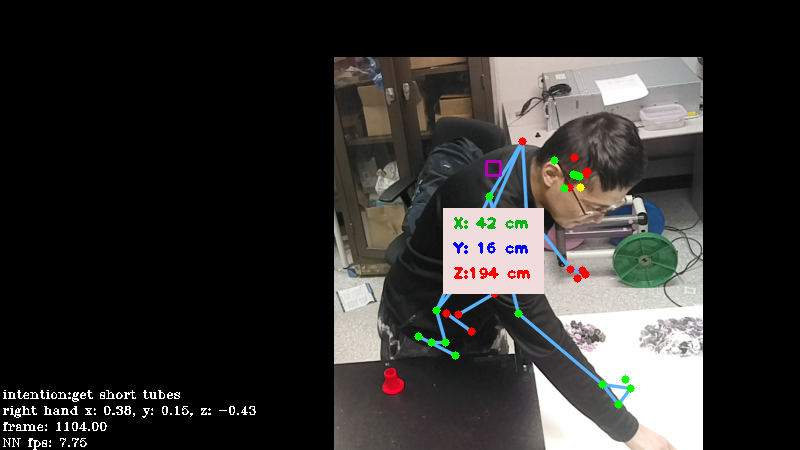 X: 42 cm
Y: 16 cm
Z:194 cm
intention:get short tubes
right hand x: 0.38, y: 0.15, z: −0.43
frame: 1104.00
NN fps: 7.75